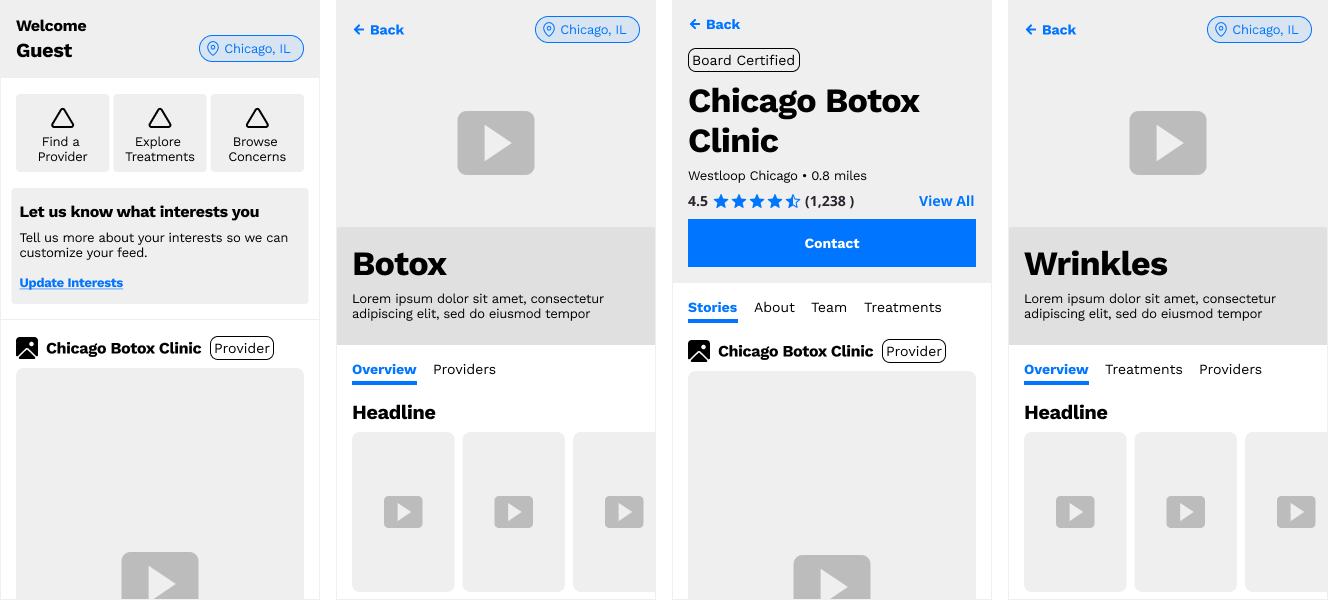 Welcome
Guest
Chicago, IL
Find a
Provider
Explore
Treatments
Browse
Concerns
Let us know what interests you
Tell us more about your interests so we can
customize your feed.
Update Interests
Chicago Botox Clinic Provider
Back
Chicago, IL
Botox
Lorem ipsum dolor sit amet, consectetur
adipiscing elit, sed do eiusmod tempor
Overview Providers
Headline
Back
Board Certified
Chicago Botox
Clinic
Westloop Chicago • 0.8 miles
4.5 (1,238 ) View All
Contact
Stories About Team Treatments
Chicago Botox Clinic Provider
Back
Chicago, IL
Wrinkles
Lorem ipsum dolor sit amet, consectetur
adipiscing elit, sed do eiusmod tempor
Overview Treatments Providers
Headline